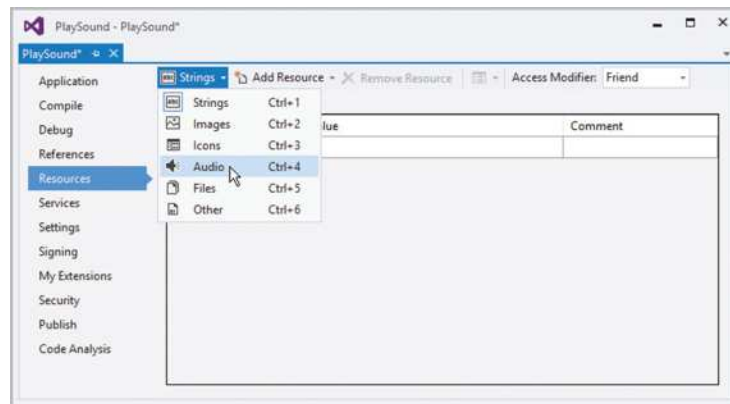 PlaySound - PlaySound*
PlaySound*
Strings Add Resource Remove Resource Access Modifier: Friend
Application
Compile
Debug
References
Resources
Services
Settings
Signing
My Extensions
Security
Publish
Code Analysis
Strings Ctrl+1
Images Ctrl+2
Icons Ctrl+3
Audio Ctrl+4
Files Ctrl+5
Other Ctrl+6
lue Comment